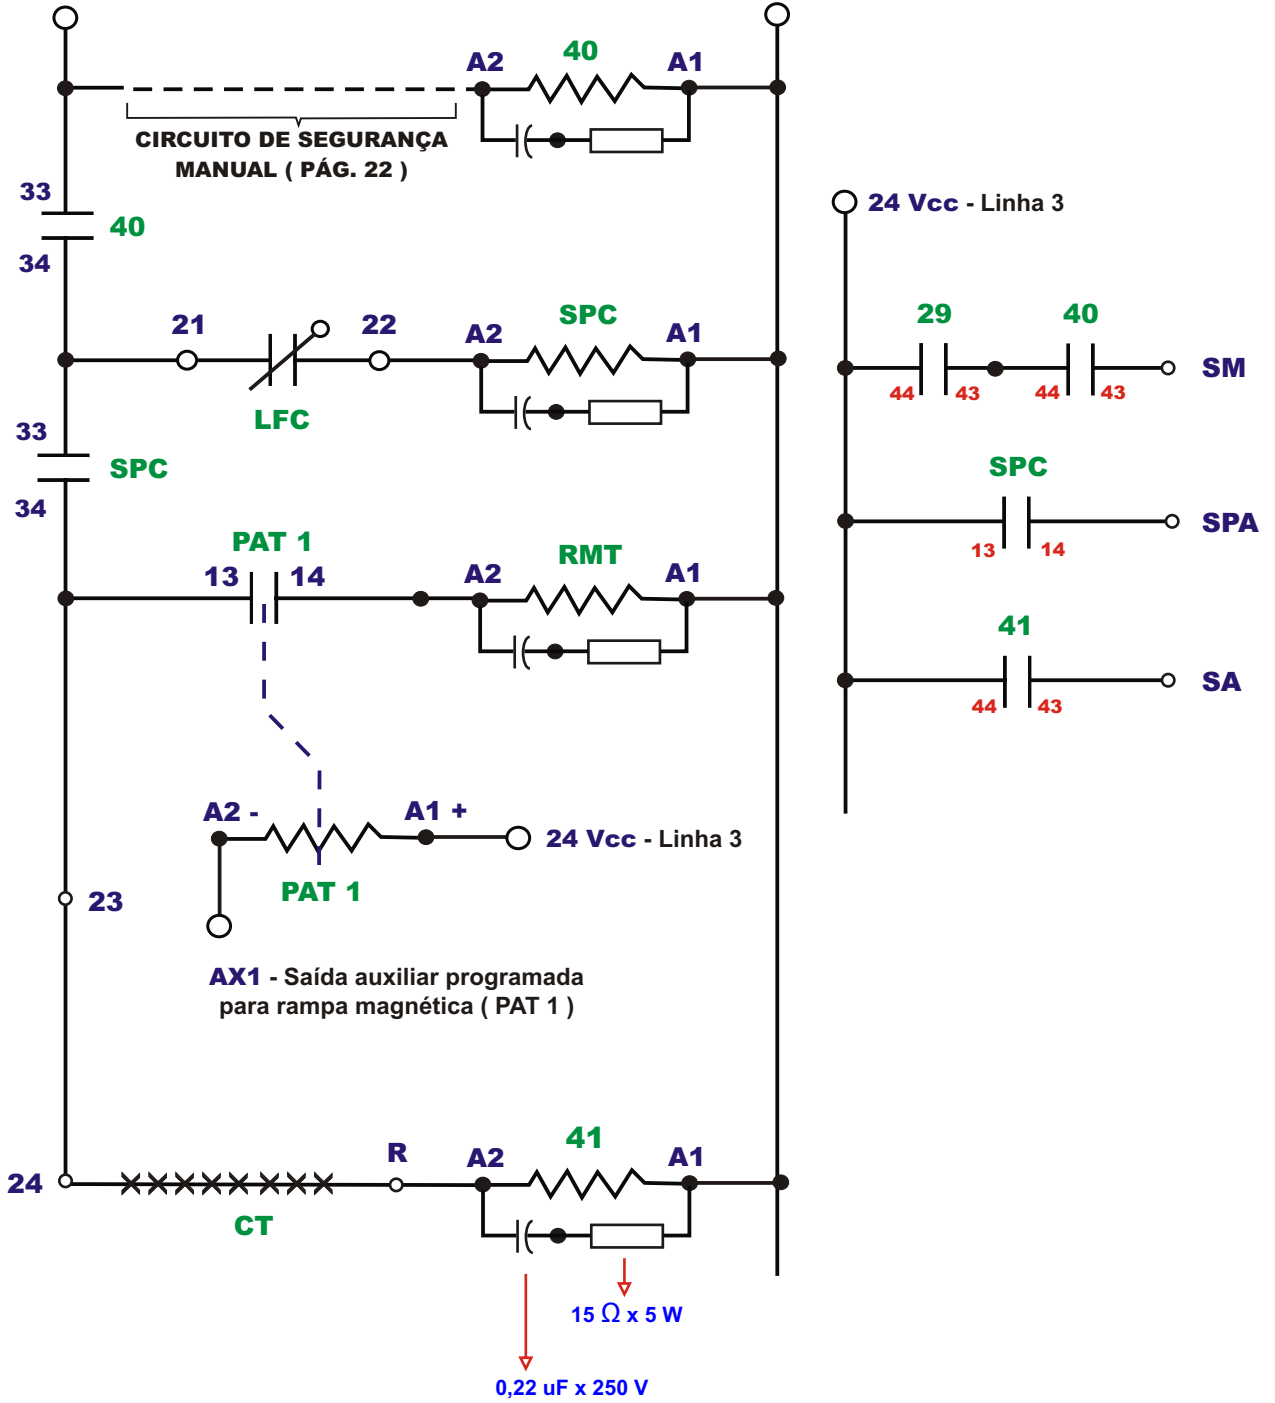 40
A2
A1
CIRCUITO DE SEGURANÇA
MANUAL ( PÁG. 22 )
33
40
34
21
22
A2
SPC
A1
LFC
33
SPC
34
PAT 1
13
14
A2
RMT
A1
A2 -
A1 +
24 Vcc - Linha 3
PAT 1
23
AX1 - Saída auxiliar programada
para rampa magnética ( PAT 1 )
24
CT
R
A2
41
A1
15 Ω x 5 W
0,22 uF x 250 V
24 Vcc - Linha 3
29
40
SM
44
43
44
43
SPC
SPA
13
14
41
SA
44
43